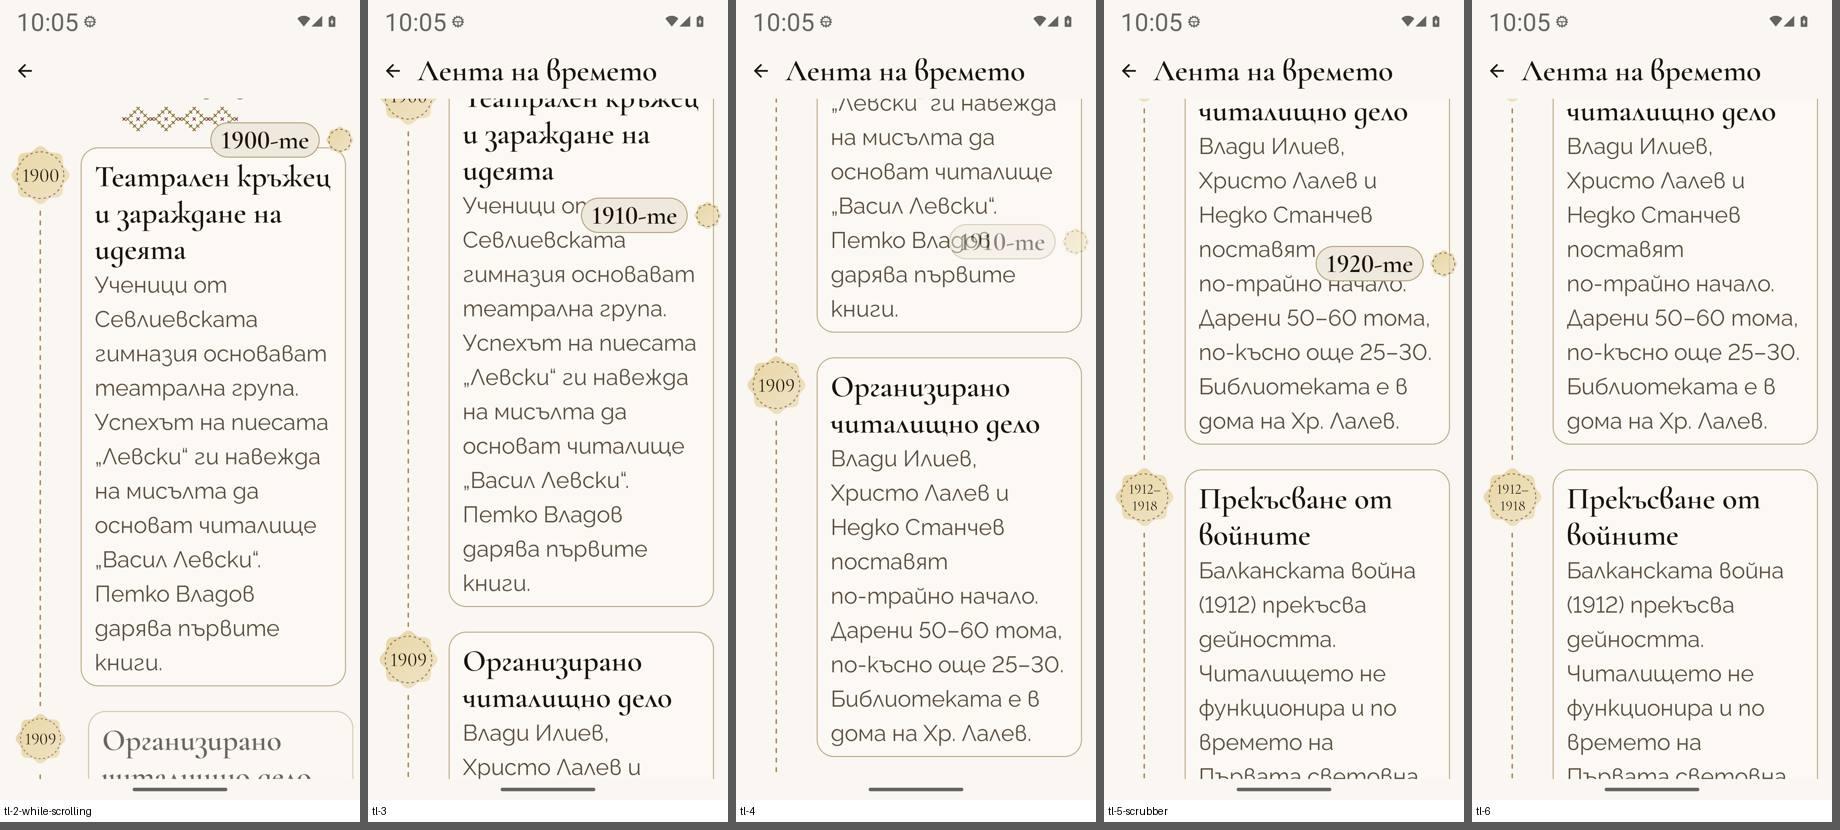 10:05
1900-те
1900
Театрален кръжец
и зараждане на
идеята
Ученици от
Севлиевската
гимназия основават
театрална група.
Успехът на пиесата
„Левски“ ги навежда
на мисълта да
основат читалище
„Васил Левски“.
Петко Владов
дарява първите
книги.
1909
Организирано
читалищно дело
tl-2-while-scrolling
10:05
Лента на времето
1900
Театрален кръжец
и зараждане на
идеята
Ученици от
1910-те
Севлиевската
гимназия основават
театрална група.
Успехът на пиесата
„Левски“ ги навежда
на мисълта да
основат читалище
„Васил Левски“.
Петко Владов
дарява първите
книги.
1909
Организирано
читалищно дело
Влади Илиев,
Христо Лалев и
tl-3
10:05
Лента на времето
„Левски“ ги навежда
на мисълта да
основат читалище
„Васил Левски“.
Петко Владов
1910-те
дарява първите
книги.
1909
Организирано
читалищно дело
Влади Илиев,
Христо Лалев и
Недко Станчев
поставят
по-трайно начало.
Дарени 50–60 тома,
по-късно още 25–30.
Библиотеката е в
дома на Хр. Лалев.
tl-4
10:05
Лента на времето
читалищно дело
Влади Илиев,
Христо Лалев и
Недко Станчев
поставят
1920-те
по-трайно начало.
Дарени 50–60 тома,
по-късно още 25–30.
Библиотеката е в
дома на Хр. Лалев.
1912–
1918
Прекъсване от
войните
Балканската война
(1912) прекъсва
дейността.
Читалището не
функционира и по
времето на
Първата световна
tl-5-scrubber
10:05
Лента на времето
читалищно дело
Влади Илиев,
Христо Лалев и
Недко Станчев
поставят
по-трайно начало.
Дарени 50–60 тома,
по-късно още 25–30.
Библиотеката е в
дома на Хр. Лалев.
1912–
1918
Прекъсване от
войните
Балканската война
(1912) прекъсва
дейността.
Читалището не
функционира и по
времето на
Първата световна
tl-6